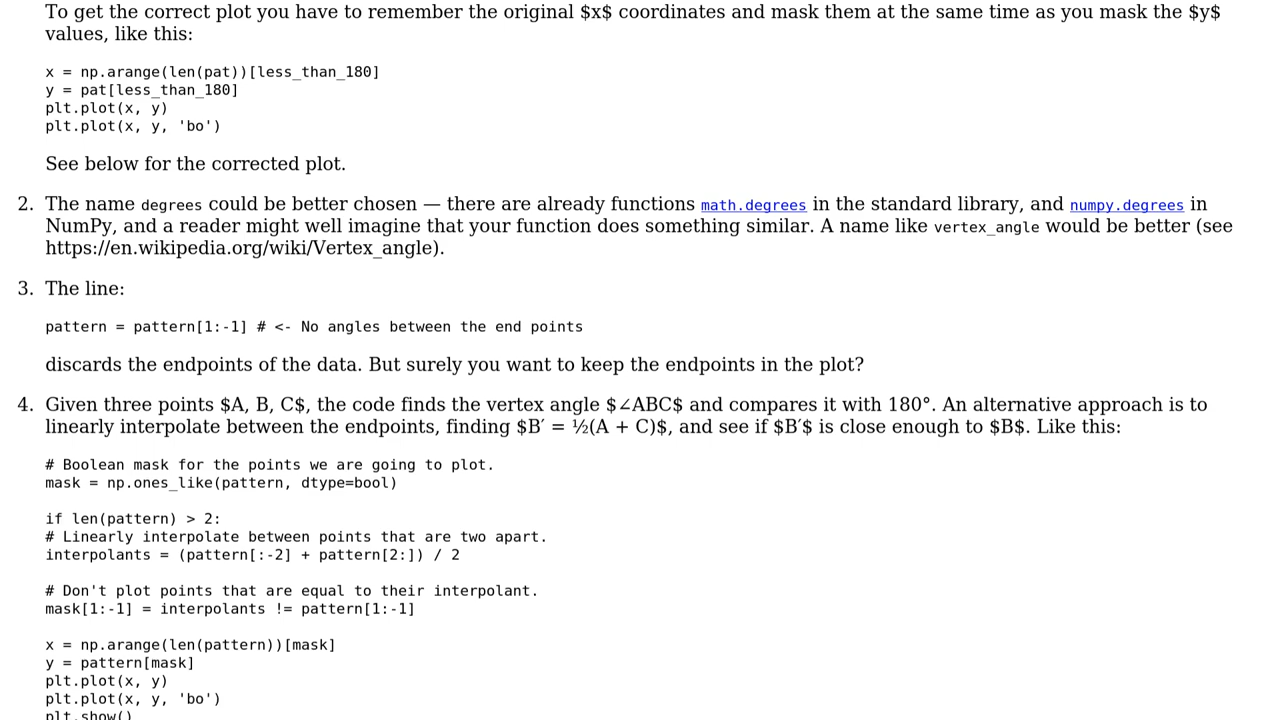 To get the correct plot you have to remember the original $x$ coordinates and mask them at the same time as you mask the $y$
values, like this:
x = np.arange(len(pat))[less_than_180]
y = pat[less_than_180]
plt.plot(x, y)
plt.plot(x, y, 'bo')
See below for the corrected plot.
2. The name degrees could be better chosen — there are already functions math.degrees in the standard library, and numpy.degrees in
NumPy, and a reader might well imagine that your function does something similar. A name like vertex_angle would be better (see
https://en.wikipedia.org/wiki/Vertex_angle).
3. The line:
pattern = pattern[1:-1] # <- No angles between the end points
discards the endpoints of the data. But surely you want to keep the endpoints in the plot?
4. Given three points $A, B, C$, the code finds the vertex angle $∠ABC$ and compares it with 180°. An alternative approach is to
linearly interpolate between the endpoints, finding $B′ = ½(A + C)$, and see if $B′$ is close enough to $B$. Like this:
# Boolean mask for the points we are going to plot.
mask = np.ones_like(pattern, dtype=bool)
if len(pattern) > 2:
# Linearly interpolate between points that are two apart.
interpolants = (pattern[:-2] + pattern[2:]) / 2
# Don't plot points that are equal to their interpolant.
mask[1:-1] = interpolants != pattern[1:-1]
x = np.arange(len(pattern))[mask]
y = pattern[mask]
plt.plot(x, y)
plt.plot(x, y, 'bo')
plt.show()